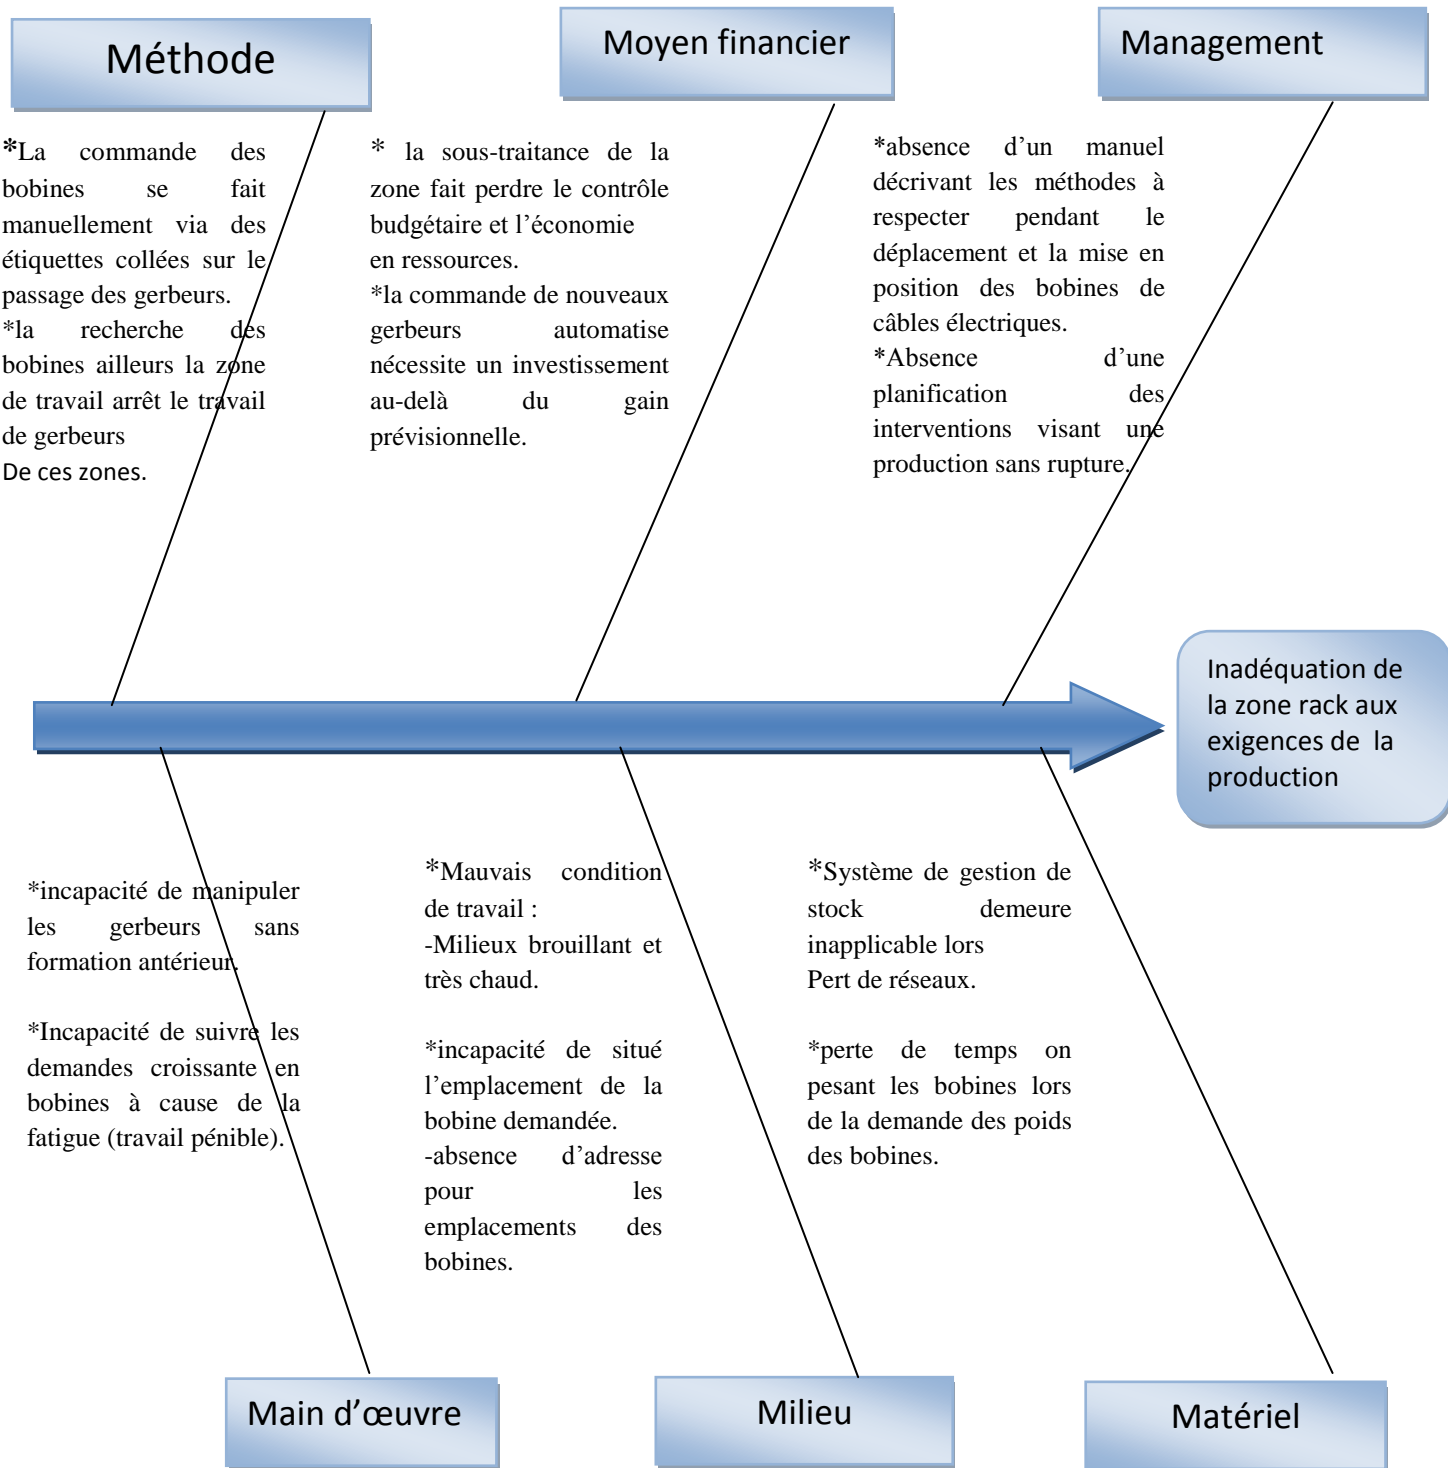 Méthode
Moyen financier
Management
*La commande des
bobines se fait
manuellement via des
étiquettes collées sur le
passage des gerbeurs.
*la recherche des
bobines ailleurs la zone
de travail arrêt le travail
de gerbeurs
De ces zones.
* la sous-traitance de la
zone fait perdre le contrôle
budgétaire et l’économie
en ressources.
*la commande de nouveaux
gerbeurs automatise
nécessite un investissement
au-delà du gain
prévisionnelle.
*absence d’un manuel
décrivant les méthodes à
respecter pendant le
déplacement et la mise en
position des bobines de
câbles électriques.
*Absence d’une
planification des
interventions visant une
production sans rupture.
Inadéquation de
la zone rack aux
exigences de la
production
*incapacité de manipuler
les gerbeurs sans
formation antérieur.
*Incapacité de suivre les
demandes croissante en
bobines à cause de la
fatigue (travail pénible).
*Mauvais condition
de travail :
-Milieux brouillant et
très chaud.
*incapacité de situé
l’emplacement de la
bobine demandée.
-absence d’adresse
pour les
emplacements des
bobines.
*Système de gestion de
stock demeure
inapplicable lors
Pert de réseaux.
*perte de temps on
pesant les bobines lors
de la demande des poids
des bobines.
Main d’œuvre
Milieu
Matériel